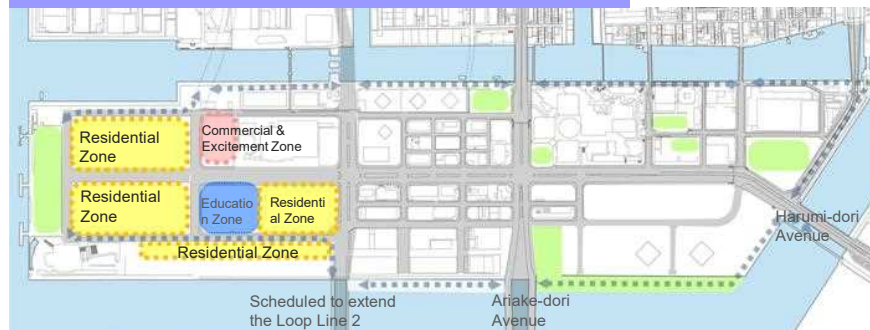 Residential
Zone
Commercial &
Excitement Zone
Residential
Zone
Educatio
n Zone
Residenti
al Zone
Residential Zone
Harumi-dori
Avenue
Scheduled to extend
the Loop Line 2
Ariake-dori
Avenue